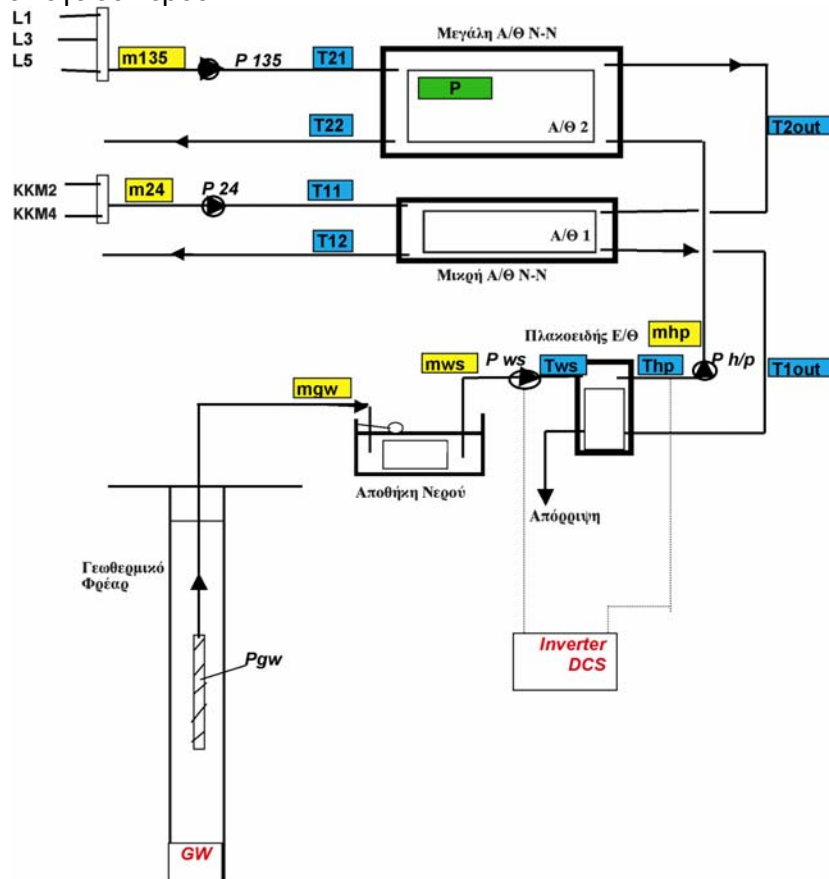 L1
L3
L5
m135
P 135
T21
Μεγάλη Α/Θ Ν-Ν
P
Α/Θ 2
T22
T2out
KKM2
KKM4
m24
P 24
T11
T12
Α/Θ 1
Μικρή Α/Θ Ν-Ν
Πλακοειδής Ε/Θ
mhp
mgw
mws
P ws
Tws
Thp
P h/p
T1out
Αποθήκη Νερού
Απόρριψη
Γεωθερμικό
Φρέαρ
Pgw
Inverter
DCS
GW